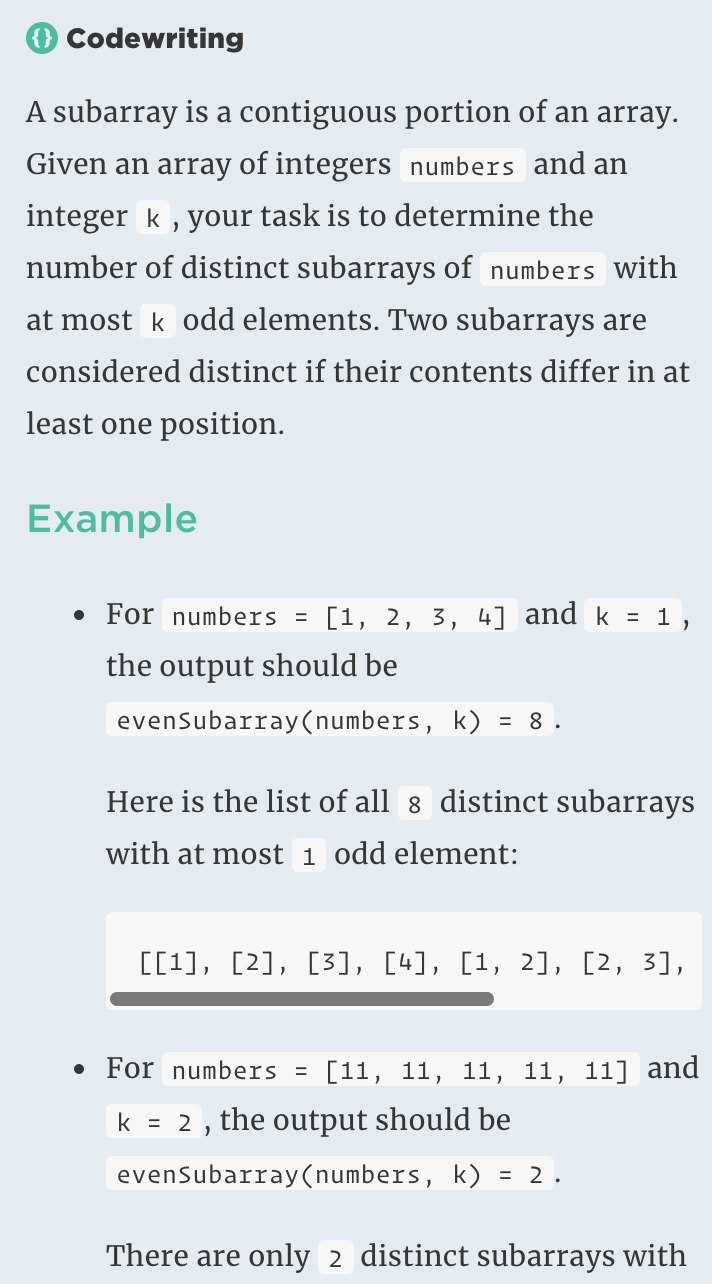 {} Codewriting
A subarray is a contiguous portion of an array.
Given an array of integers numbers and an
integer k, your task is to determine the
number of distinct subarrays of numbers with
at most k odd elements. Two subarrays are
considered distinct if their contents differ in at
least one position.
Example
• For numbers = [1, 2, 3, 4] and k = 1,
the output should be
evenSubarray(numbers, k) = 8.
Here is the list of all 8 distinct subarrays
with at most 1 odd element:
[[1], [2], [3], [4], [1, 2], [2, 3],
• For numbers = [11, 11, 11, 11, 11] and
k = 2, the output should be
evenSubarray(numbers, k) = 2.
There are only 2 distinct subarrays with